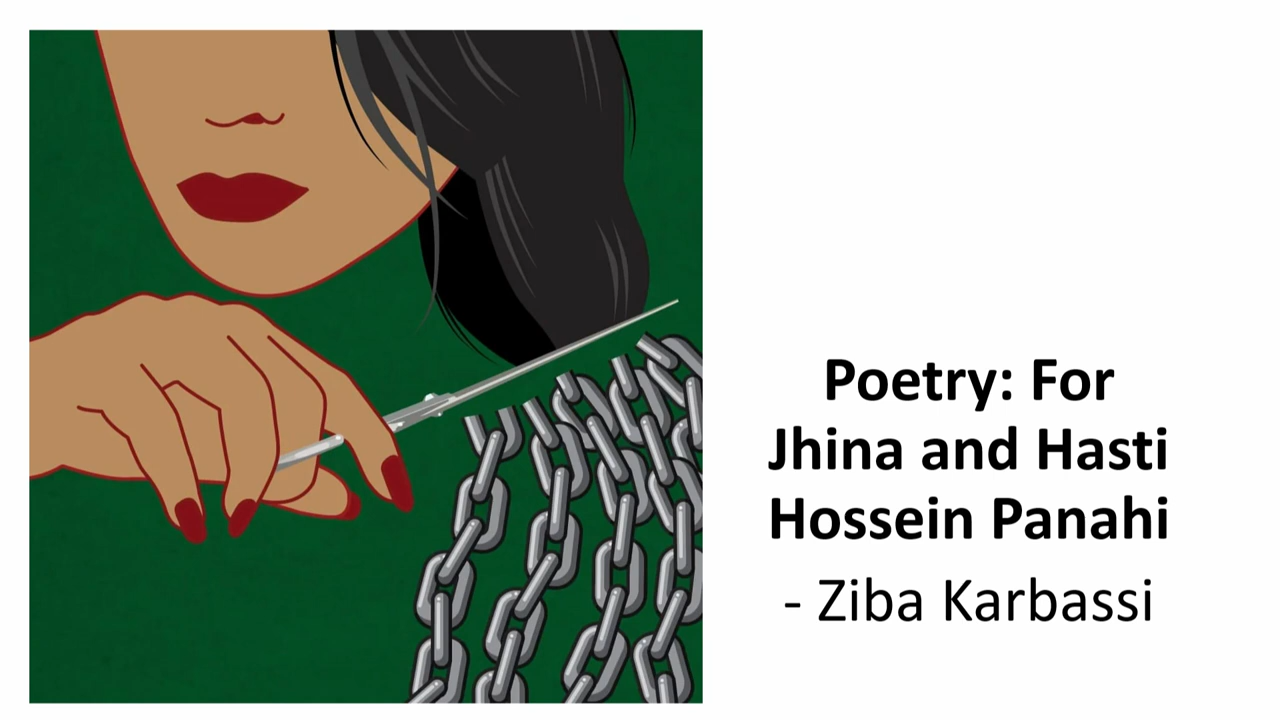 Poetry: For
Jhina and Hasti
Hossein Panahi
- Ziba Karbassi